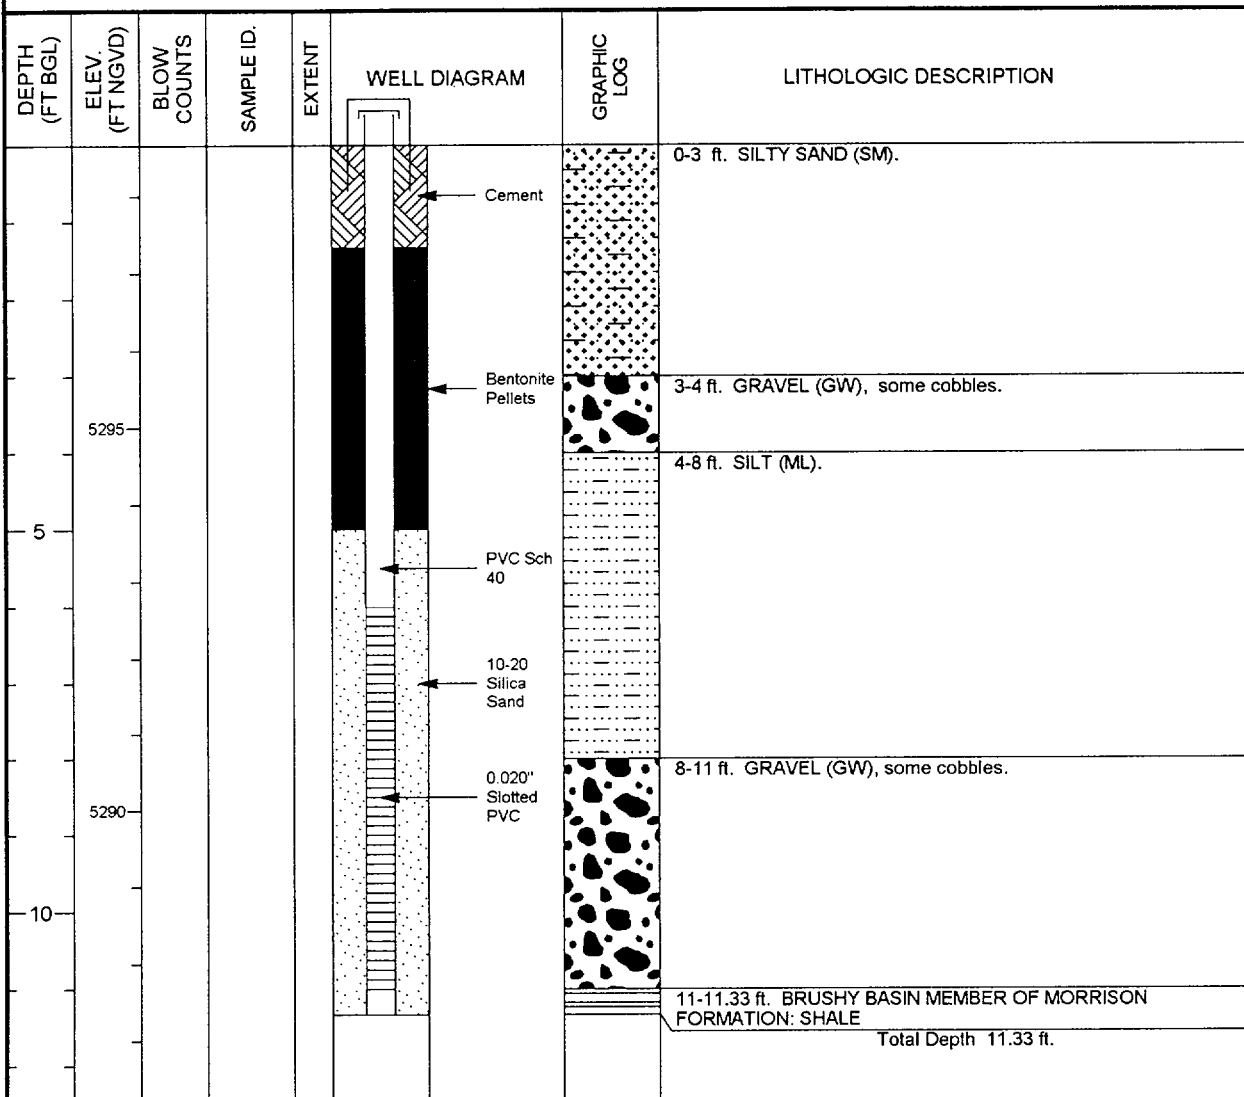 DEPTH
(FT BGL)
ELEV.
(FT NGVD)
BLOW
COUNTS
SAMPLE ID.
EXTENT
WELL DIAGRAM
GRAPHIC
LOG
LITHOLOGIC DESCRIPTION
0-3 ft. SILTY SAND (SM).
Cement
3-4 ft. GRAVEL (GW), some cobbles.
Bentonite
Pellets
5295
4-8 ft. SILT (ML).
5
PVC Sch
40
10-20
Silica
Sand
8-11 ft. GRAVEL (GW), some cobbles.
0.020"
Slotted
PVC
5290
10
11-11.33 ft. BRUSHY BASIN MEMBER OF MORRISON
FORMATION: SHALE
Total Depth 11.33 ft.